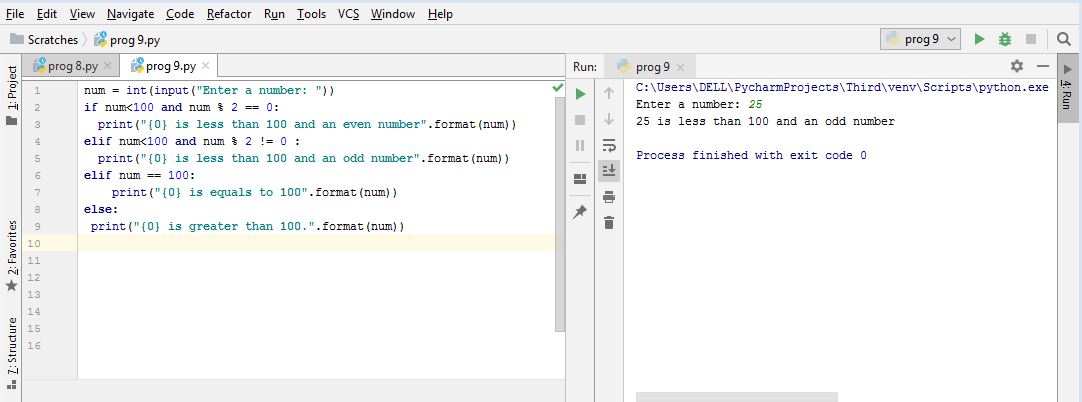 File Edit View Navigate Code Refactor Run Tools VCS Window Help
Scratches prog 9.py prog 9
prog 8.py prog 9.py
1 num = int(input("Enter a number: "))
2 if num<100 and num % 2 == 0:
3 print("{0} is less than 100 and an even number".format(num))
4 elif num<100 and num % 2 != 0 :
5 print("{0} is less than 100 and an odd number".format(num))
6 elif num == 100:
7 print("{0} is equals to 100".format(num))
8 else:
9 print("{0} is greater than 100.".format(num))
10
11
12
13
14
15
16
Run: prog 9
C:\Users\DELL\PycharmProjects\Third\venv\Scripts\python.exe
Enter a number: 25
25 is less than 100 and an odd number
Process finished with exit code 0
1: Project
2: Favorites
7: Structure
4: Run